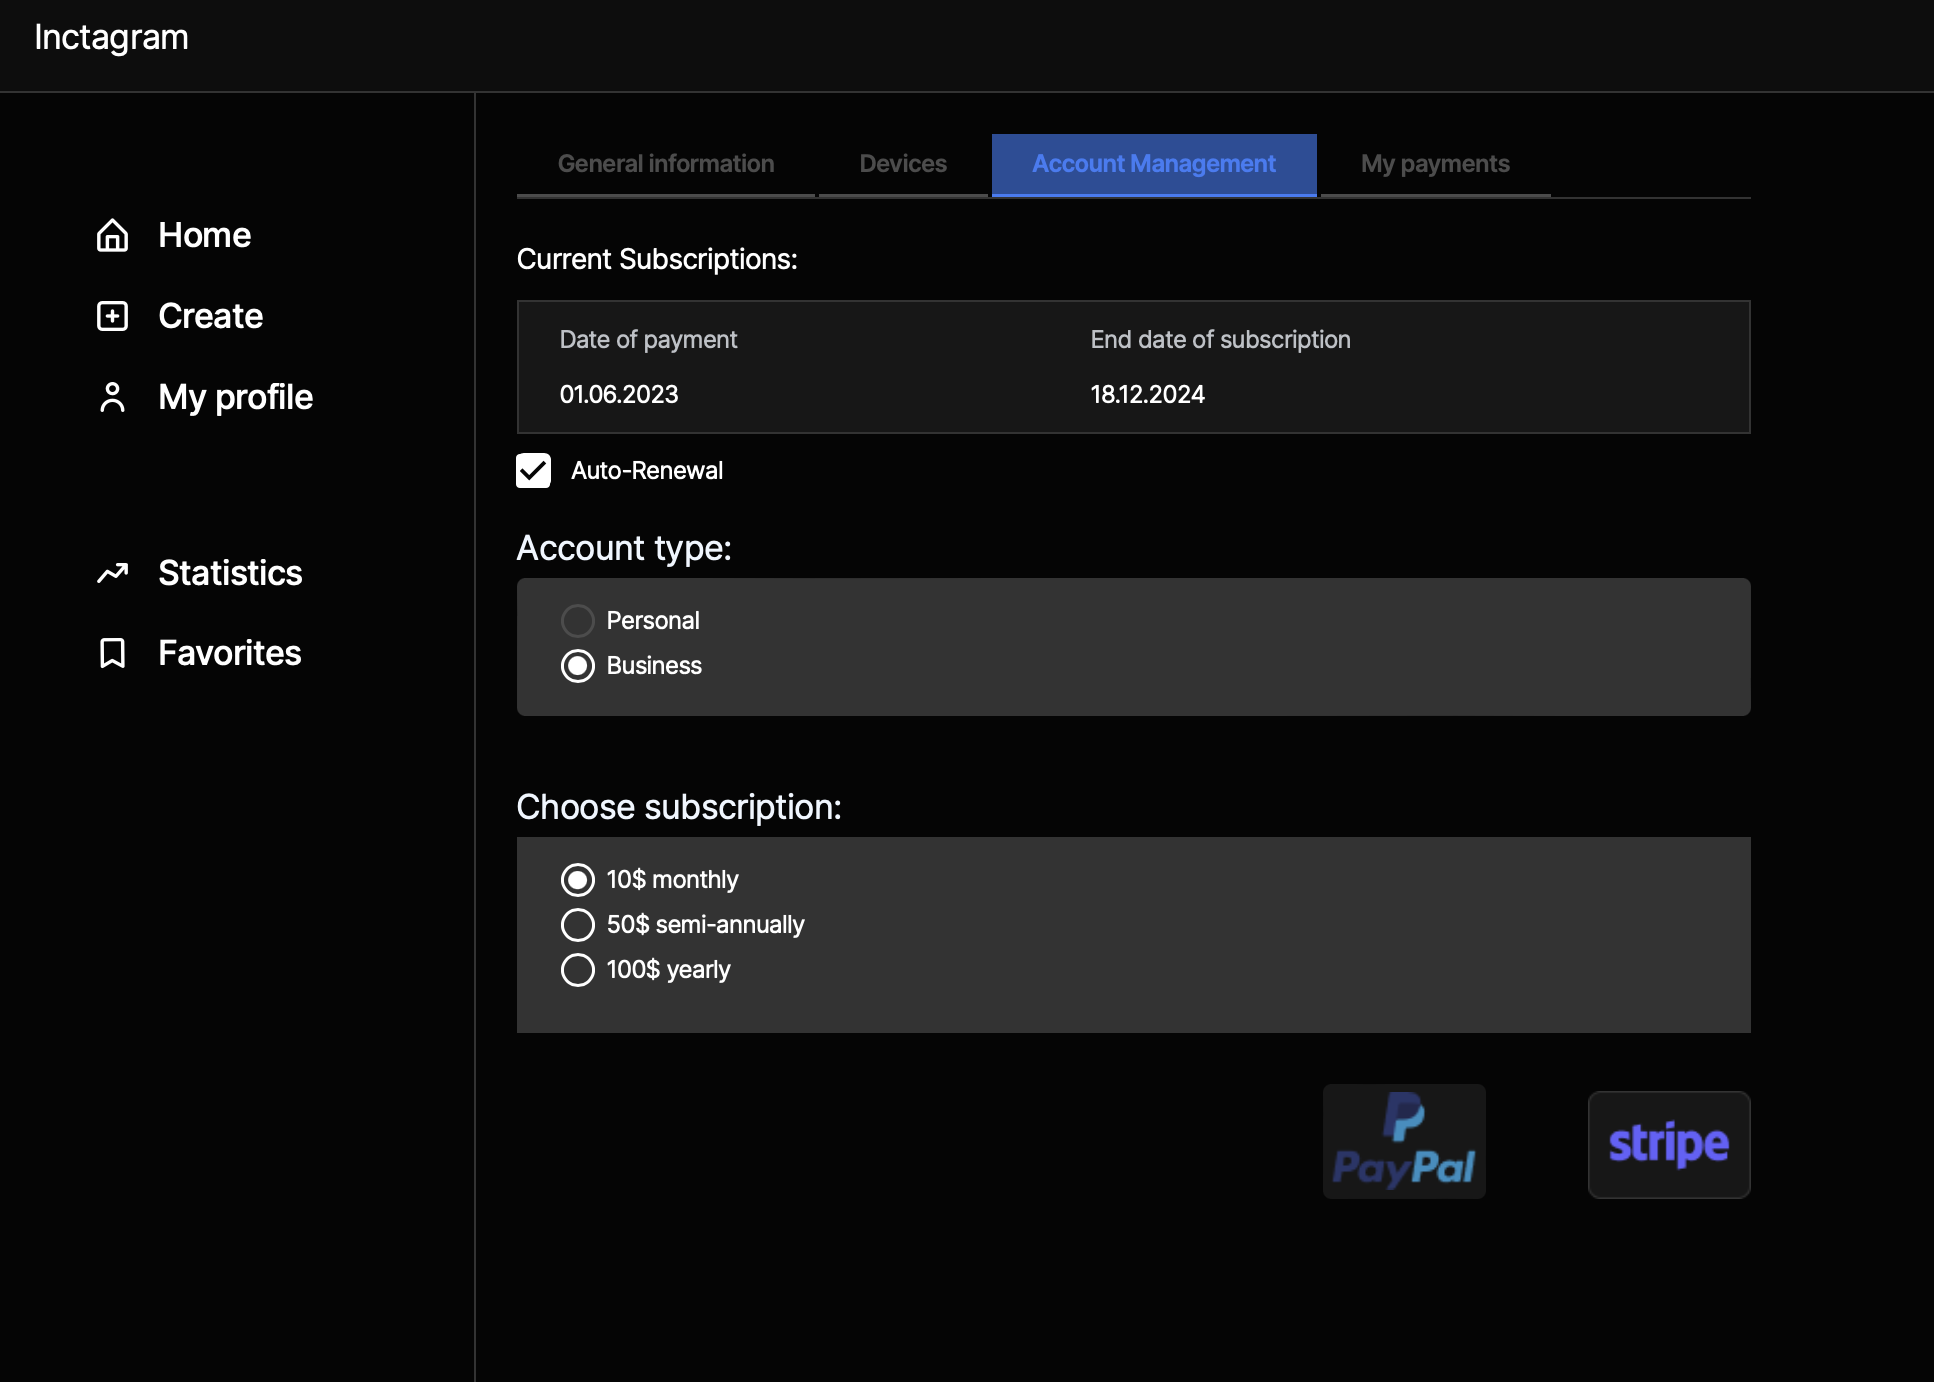 Inctagram
Home
Create
My profile
Statistics
Favorites
General information
Devices
Account Management
My payments
Current Subscriptions:
Date of payment
End date of subscription
01.06.2023
18.12.2024
Auto-Renewal
Account type:
Personal
Business
Choose subscription:
10$ monthly
50$ semi-annually
100$ yearly
PayPal
stripe